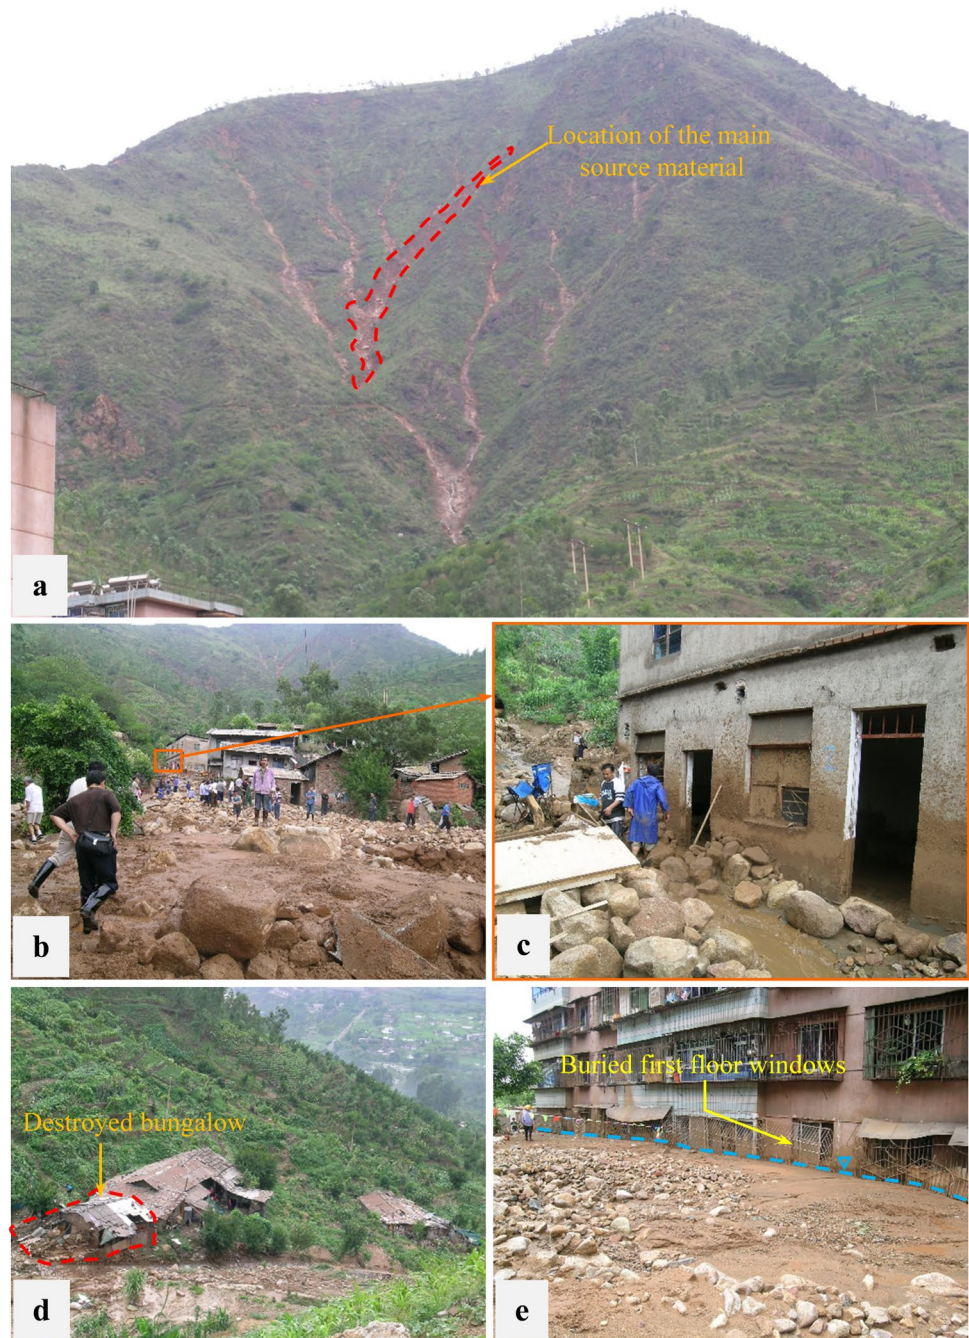 Location of the main
source material
a
b
c
Destroyed bungalow
d
Buried first floor windows
e